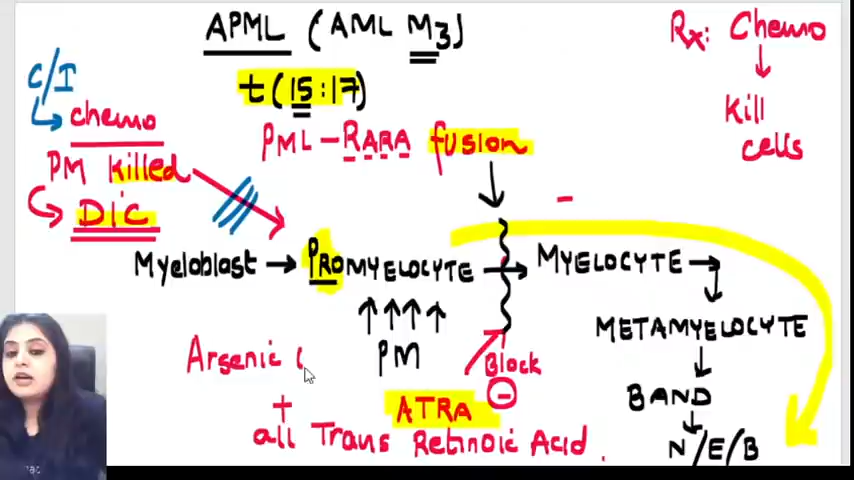 APML (AML M3)
Rx: Chemo
Kill
cells
C/I
chemo
PM killed
DIC
t(15:17)
PML-RARA fusion
-
Myeloblast → PROMYELOCYTE → MYELOCYTE
METAMYELOCYTE
BAND
N/E/B
PM
Block
-
Arsenic
+
ATRA
all Trans Retinoic Acid.